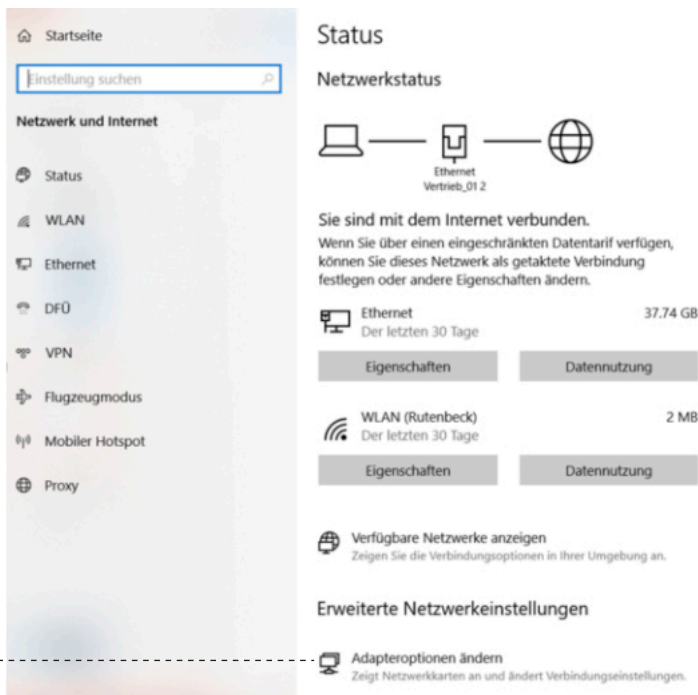 Startseite
Einstellung suchen
Netzwerk und Internet
Status
WLAN
Ethernet
DFÜ
VPN
Flugzeugmodus
Mobiler Hotspot
Proxy
Status
Netzwerkstatus
Ethernet
Vertrieb_01 2
Sie sind mit dem Internet verbunden.
Wenn Sie über einen eingeschränkten Datentarif verfügen,
können Sie dieses Netzwerk als getaktete Verbindung
festlegen oder andere Eigenschaften ändern.
Ethernet 37.74 GB
Der letzten 30 Tage
Eigenschaften Datennutzung
WLAN (Rutenbeck) 2 MB
Der letzten 30 Tage
Eigenschaften Datennutzung
Verfügbare Netzwerke anzeigen
Zeigen Sie die Verbindungsoptionen in Ihrer Umgebung an.
Erweiterte Netzwerkeinstellungen
Adapteroptionen ändern
Zeigt Netzwerkkarten an und ändert Verbindungseinstellungen.